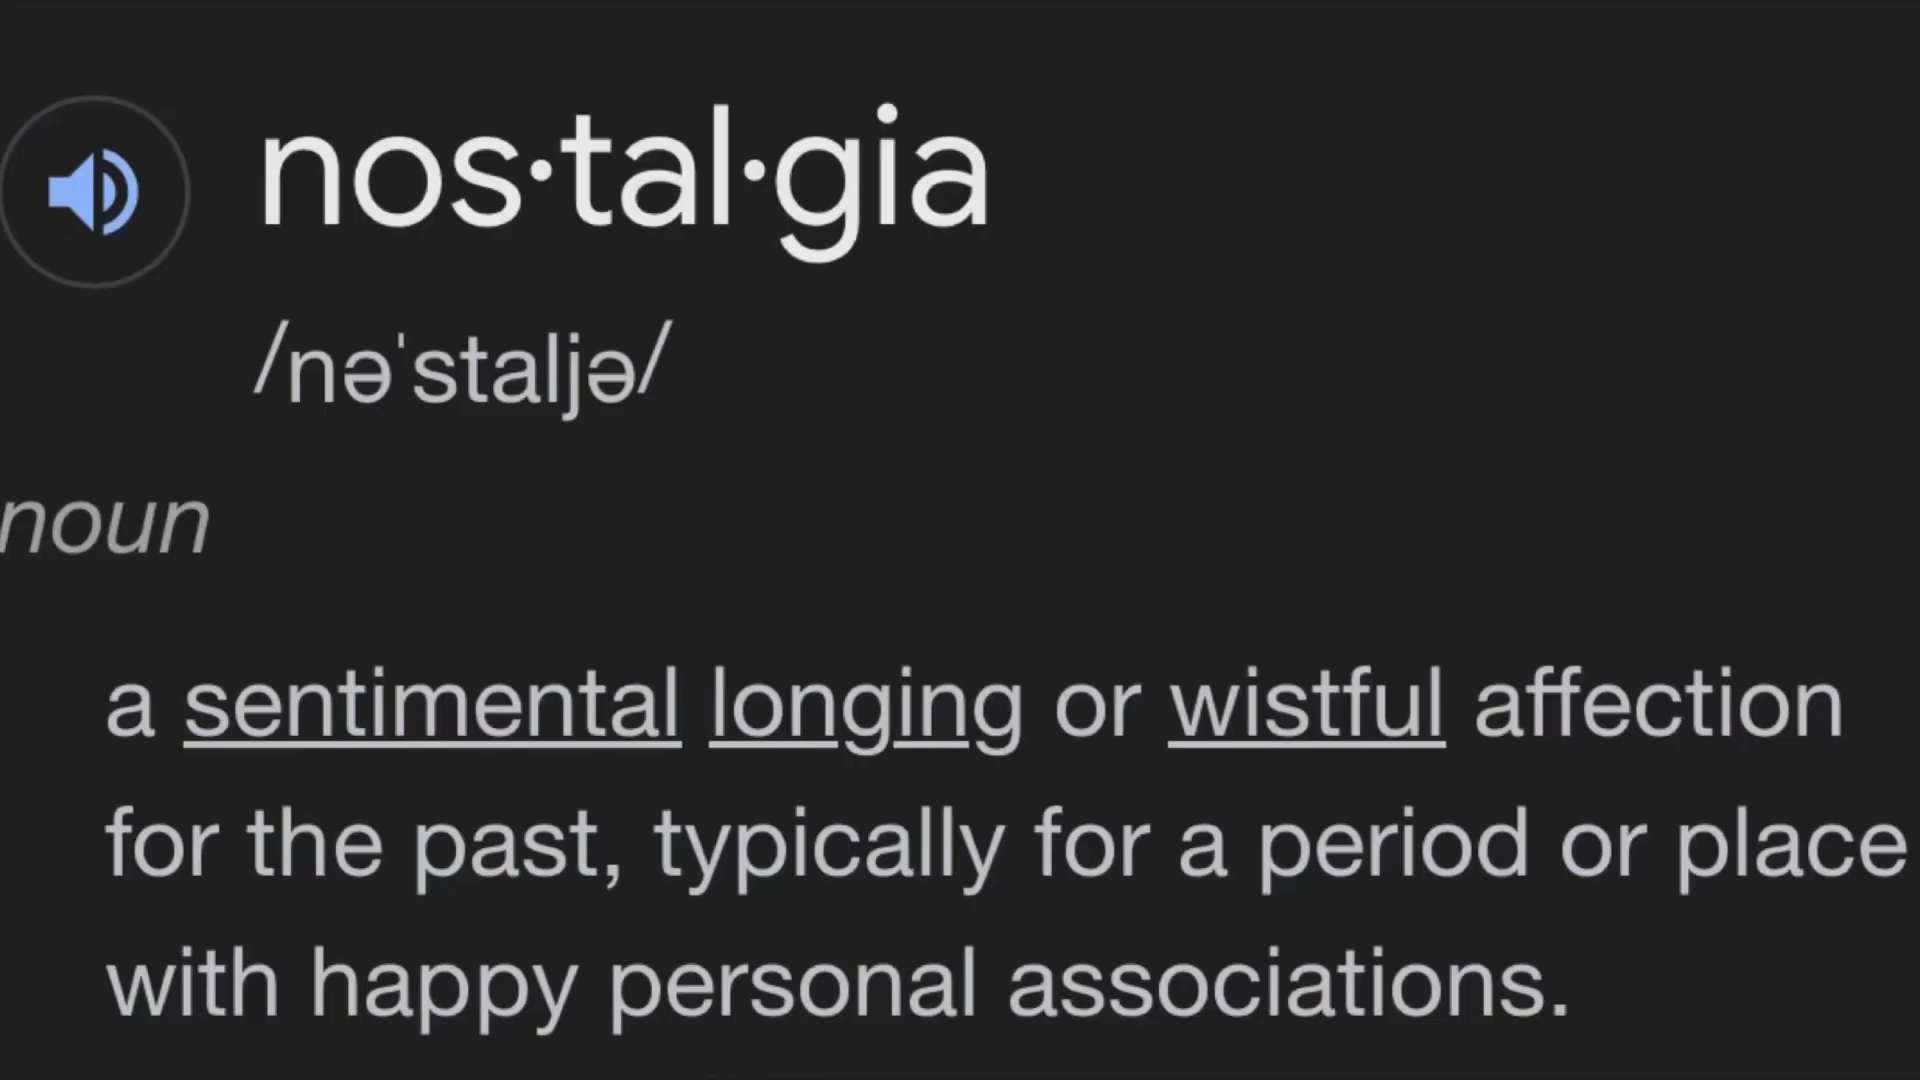 nos·tal·gia
/nəˈstaljə/
noun
a sentimental longing or wistful affection
for the past, typically for a period or place
with happy personal associations.